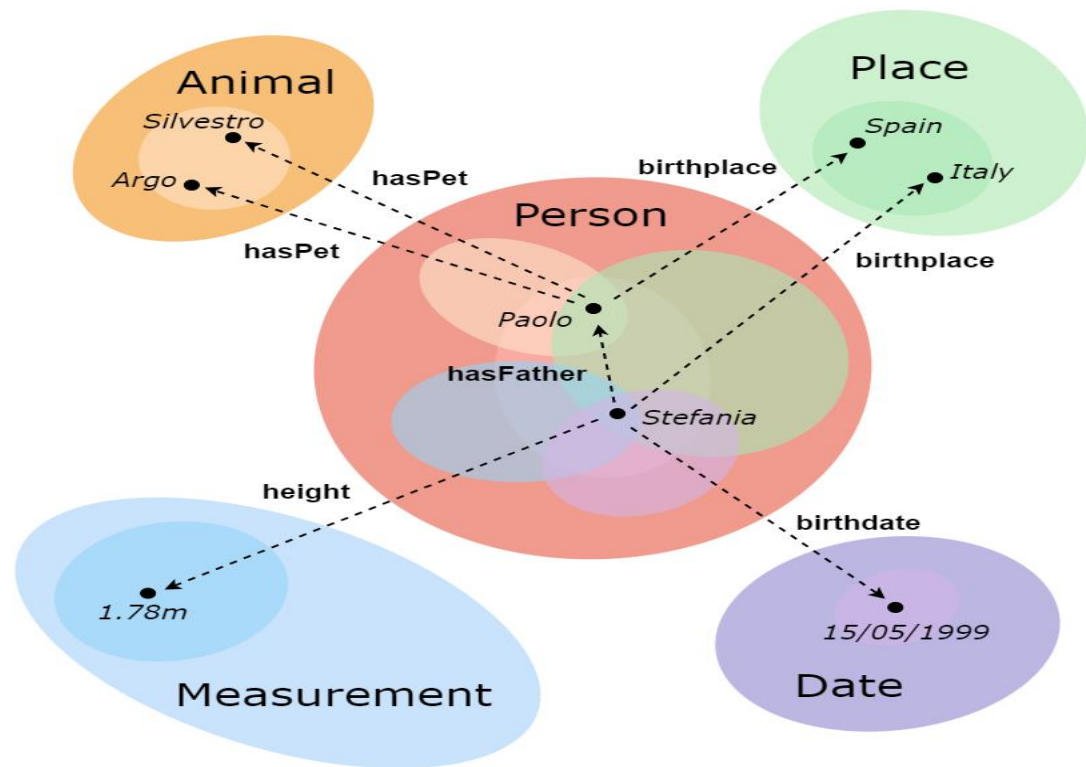 Animal
Place
Silvestro
Spain
Argo
hasPet
birthplace
Italy
Person
hasPet
birthplace
Paolo
hasFather
Stefania
height
birthdate
1.78m
15/05/1999
Measurement
Date